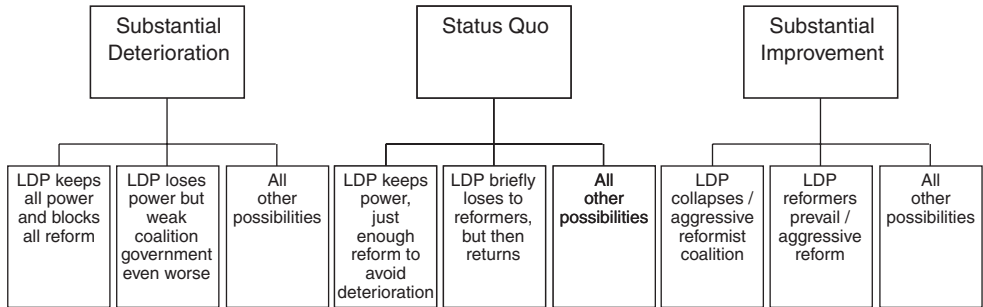 Substantial
Deterioration
Status Quo
Substantial
Improvement
LDP keeps
all power
and blocks
all reform
LDP loses
power but
weak
coalition
government
even worse
All
other
possibilities
LDP keeps
power,
just
enough
reform to
avoid
deterioration
LDP briefly
loses to
reformers,
but then
returns
All
other
possibilities
LDP
collapses /
aggressive
reformist
coalition
LDP
reformers
prevail /
aggressive
reform
All
other
possibilities